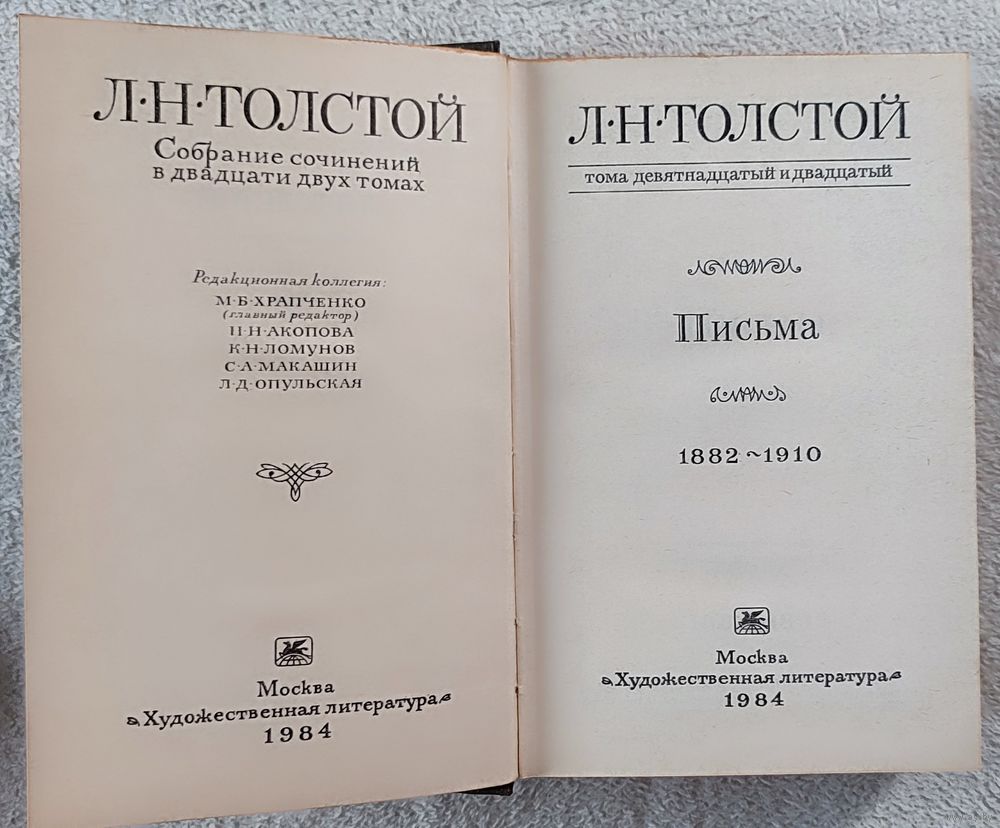 Л·Н·ТОЛСТОЙ
Собрание сочинений
в двадцати двух томах
Редакционная коллегия:
М·Б·ХРАПЧЕНКО
(главный редактор)
Н·Н·АКОПОВА
К·Н·ЛОМУНОВ
С·А·МАКАШИН
Л·Д·ОПУЛЬСКАЯ
Москва
«Художественная литература»
1984
Л·Н·ТОЛСТОЙ
тома девятнадцатый и двадцатый
Письма
1882~1910
Москва
«Художественная литература»
1984